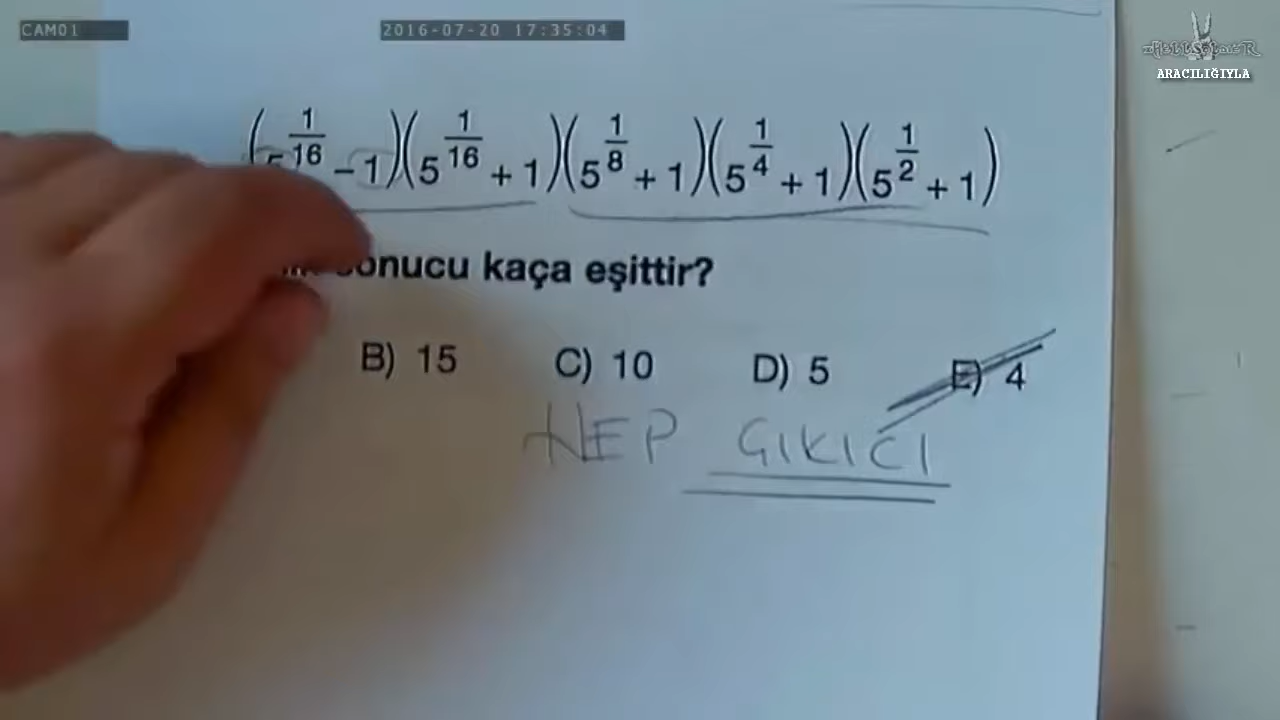 CAM01
2016-07-20 17:35:04
ARACILIĞIYLA
(5^(1/16) - 1)(5^(1/16) + 1)(5^(1/8) + 1)(5^(1/4) + 1)(5^(1/2) + 1)
sonucu kaça eşittir?
B) 15 C) 10 D) 5 E) 4
HEP GIKICI